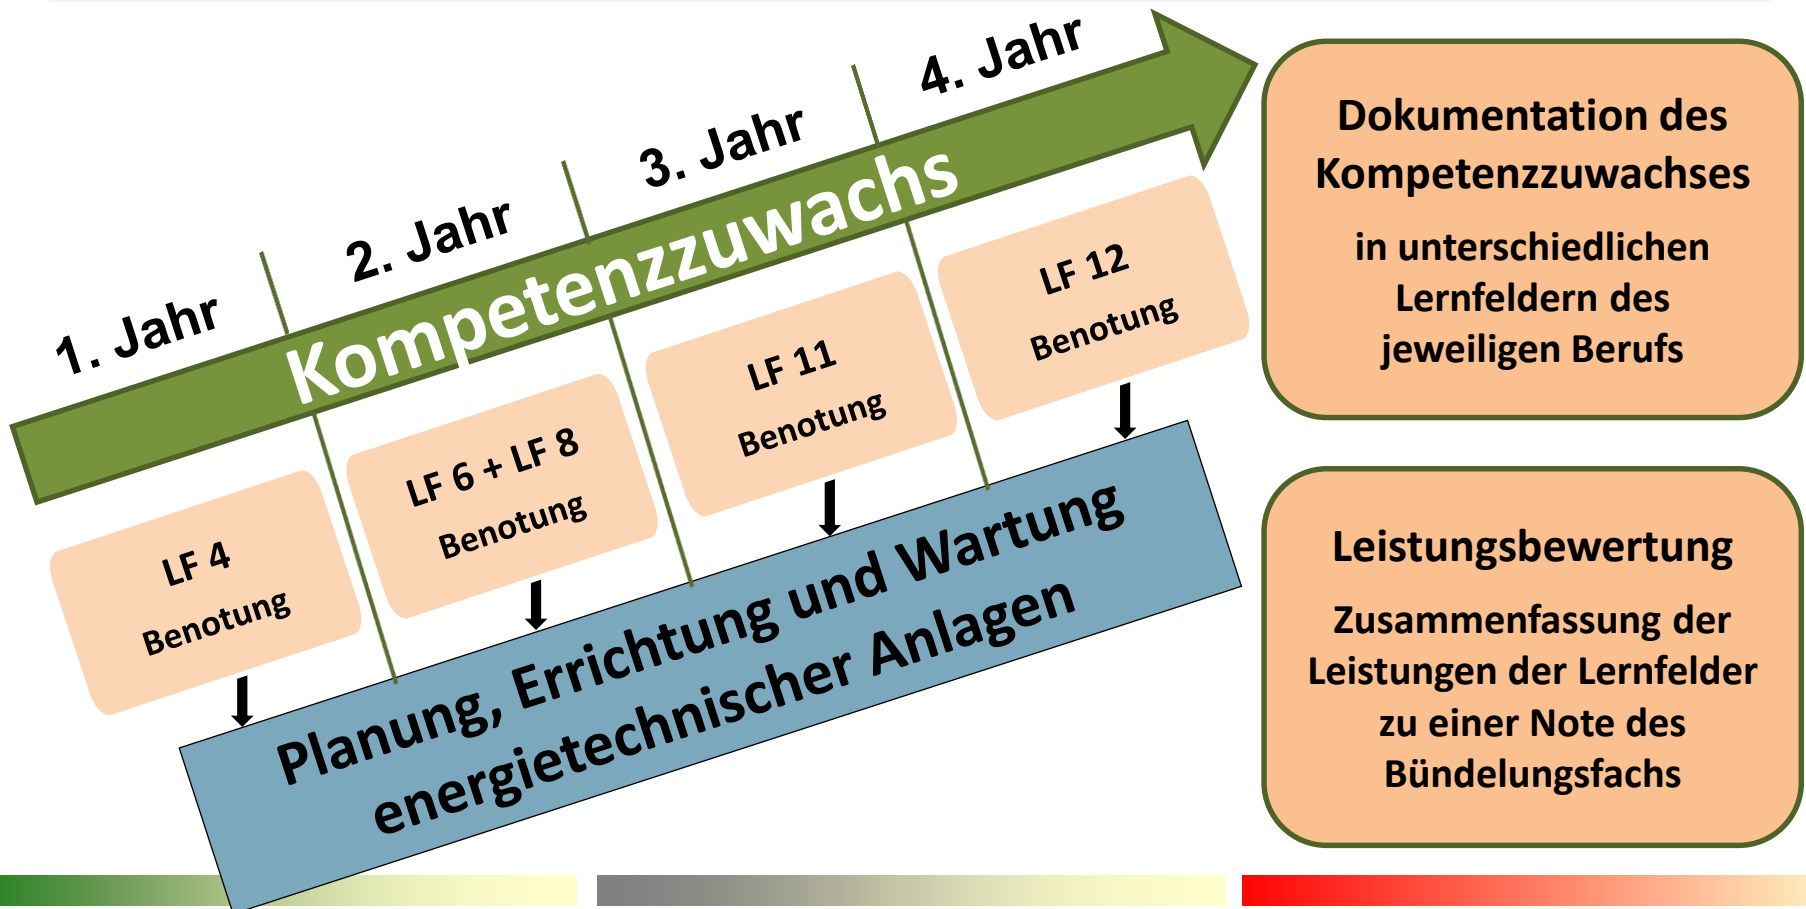 1. Jahr
2. Jahr
3. Jahr
4. Jahr
Kompetenzzuwachs
LF 4
Benotung
LF 6 + LF 8
Benotung
LF 11
Benotung
LF 12
Benotung
Planung, Errichtung und Wartung
energietechnischer Anlagen
Dokumentation des
Kompetenzzuwachses
in unterschiedlichen
Lernfeldern des
jeweiligen Berufs
Leistungsbewertung
Zusammenfassung der
Leistungen der Lernfelder
zu einer Note des
Bündelungsfachs